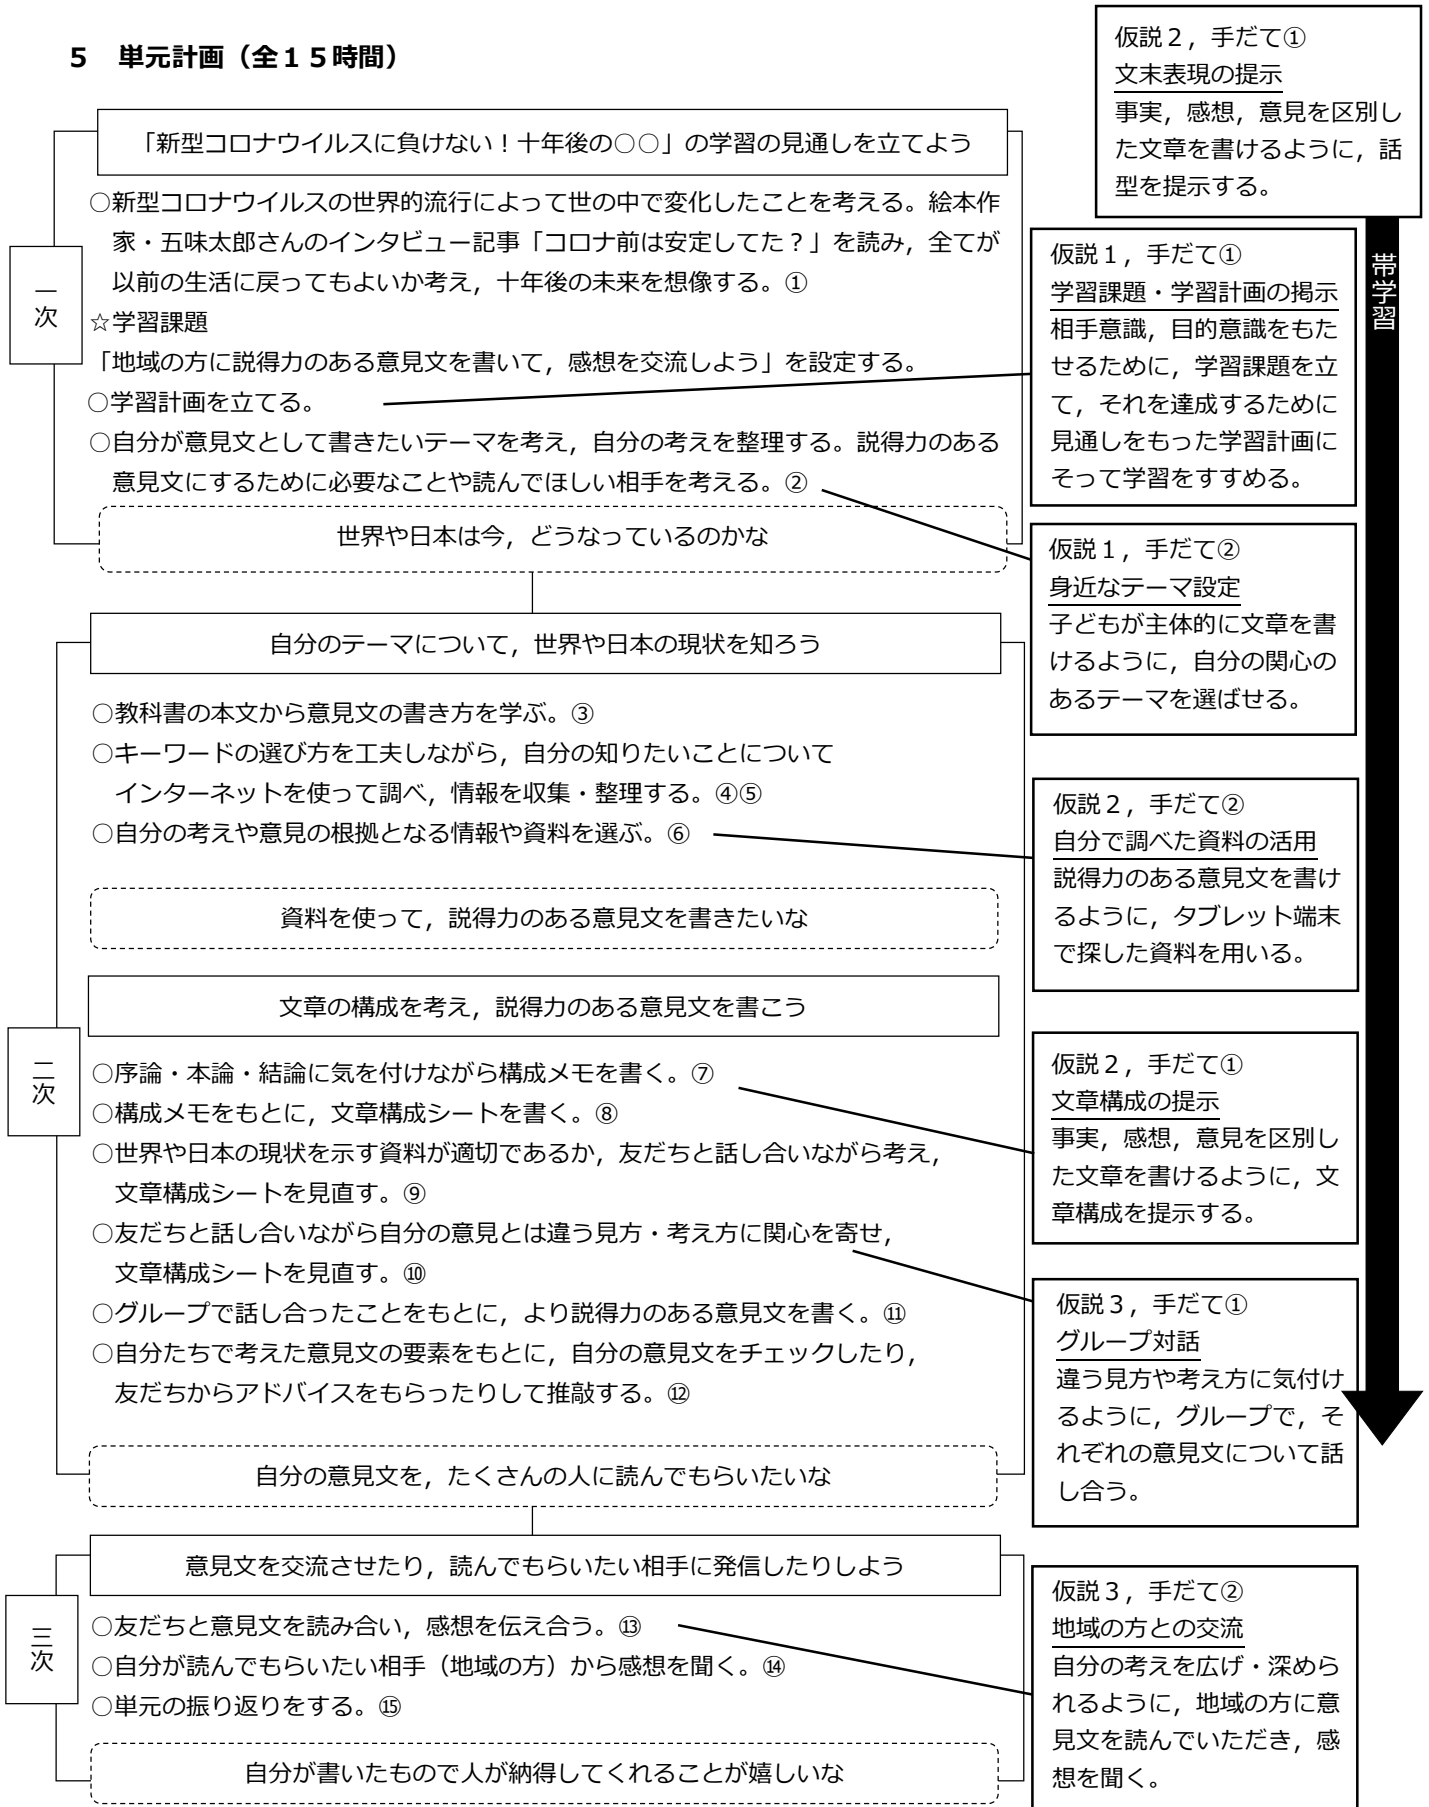 5 単元計画（全１５時間）
仮説２，手だて①
文末表現の提示
事実，感想，意見を区別し
た文章を書けるように，話
型を提示する。
帯学習
一次
「新型コロナウイルスに負けない！十年後の○○」の学習の見通しを立てよう
○新型コロナウイルスの世界的流行によって世の中で変化したことを考える。絵本作
家・五味太郎さんのインタビュー記事「コロナ前は安定してた？」を読み，全てが
以前の生活に戻ってもよいか考え，十年後の未来を想像する。①
☆学習課題
「地域の方に説得力のある意見文を書いて，感想を交流しよう」を設定する。
○学習計画を立てる。
○自分が意見文として書きたいテーマを考え，自分の考えを整理する。説得力のある
意見文にするために必要なことや読んでほしい相手を考える。②
世界や日本は今，どうなっているのかな
仮説１，手だて①
学習課題・学習計画の掲示
相手意識，目的意識をもた
せるために，学習課題を立
て，それを達成するために
見通しをもった学習計画に
そって学習をすすめる。
仮説１，手だて②
身近なテーマ設定
子どもが主体的に文章を書
けるように，自分の関心の
あるテーマを選ばせる。
二次
自分のテーマについて，世界や日本の現状を知ろう
○教科書の本文から意見文の書き方を学ぶ。③
○キーワードの選び方を工夫しながら，自分の知りたいことについて
インターネットを使って調べ，情報を収集・整理する。④⑤
○自分の考えや意見の根拠となる情報や資料を選ぶ。⑥
資料を使って，説得力のある意見文を書きたいな
仮説２，手だて②
自分で調べた資料の活用
説得力のある意見文を書け
るように，タブレット端末
で探した資料を用いる。
文章の構成を考え，説得力のある意見文を書こう
○序論・本論・結論に気を付けながら構成メモを書く。⑦
○構成メモをもとに，文章構成シートを書く。⑧
○世界や日本の現状を示す資料が適切であるか，友だちと話し合いながら考え，
文章構成シートを見直す。⑨
○友だちと話し合いながら自分の意見とは違う見方・考え方に関心を寄せ，
文章構成シートを見直す。⑩
○グループで話し合ったことをもとに，より説得力のある意見文を書く。⑪
○自分たちで考えた意見文の要素をもとに，自分の意見文をチェックしたり，
友だちからアドバイスをもらったりして推敲する。⑫
自分の意見文を，たくさんの人に読んでもらいたいな
仮説２，手だて①
文章構成の提示
事実，感想，意見を区別し
た文章を書けるように，文
章構成を提示する。
仮説３，手だて①
グループ対話
違う見方や考え方に気付け
るように，グループで，そ
れぞれの意見文について話
し合う。
三次
意見文を交流させたり，読んでもらいたい相手に発信したりしよう
○友だちと意見文を読み合い，感想を伝え合う。⑬
○自分が読んでもらいたい相手（地域の方）から感想を聞く。⑭
○単元の振り返りをする。⑮
自分が書いたもので人が納得してくれることが嬉しいな
仮説３，手だて②
地域の方との交流
自分の考えを広げ・深めら
れるように，地域の方に意
見文を読んでいただき，感
想を聞く。